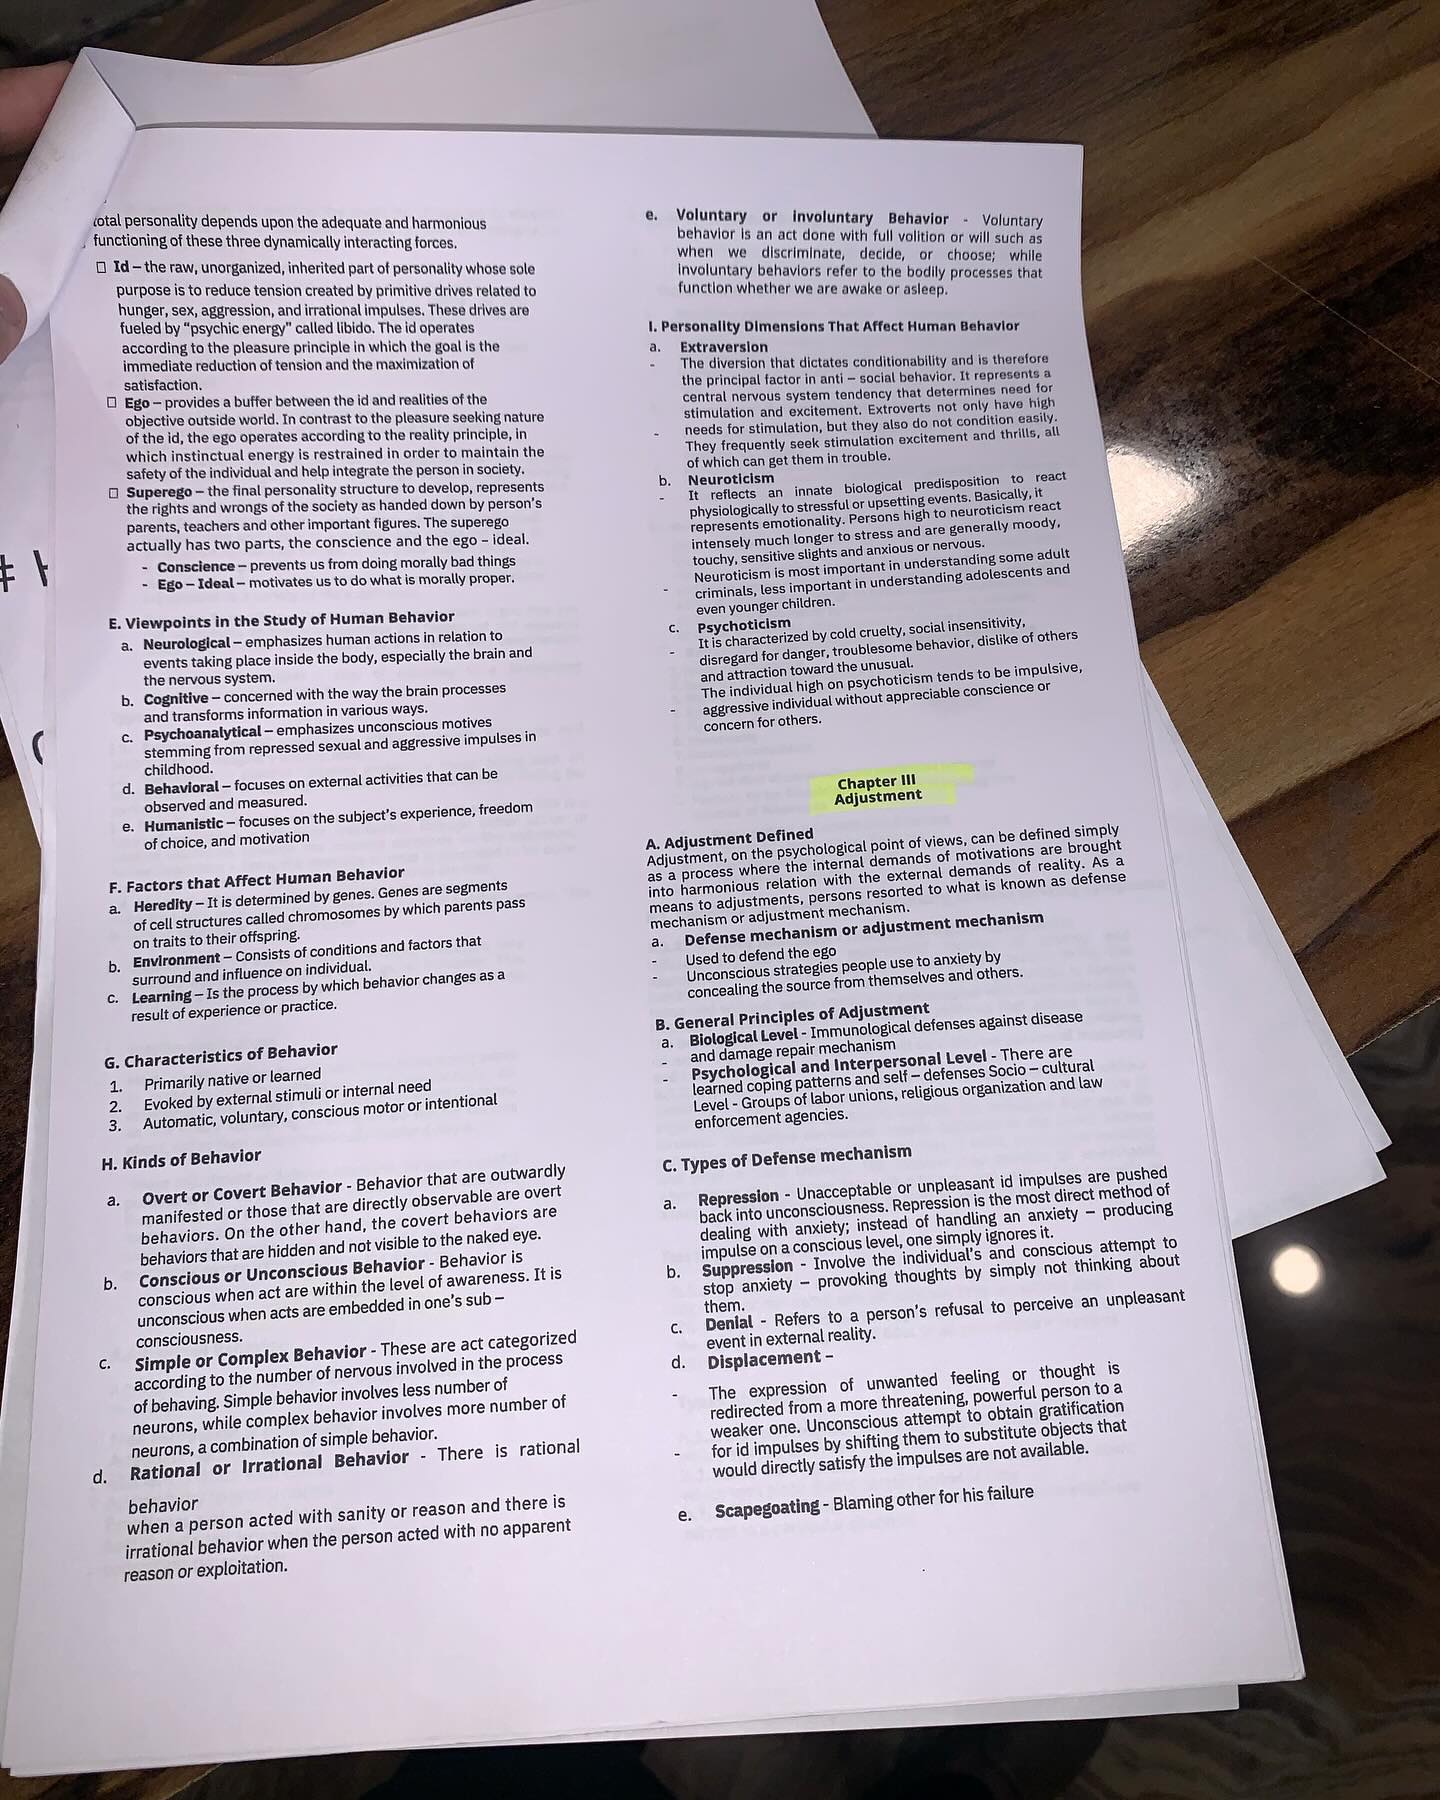 total personality depends upon the adequate and harmonious
functioning of these three dynamically interacting forces.
Id – the raw, unorganized, inherited part of personality whose sole
purpose is to reduce tension created by primitive drives related to
hunger, sex, aggression, and irrational impulses. These drives are
fueled by “psychic energy” called libido. The id operates
according to the pleasure principle in which the goal is the
immediate reduction of tension and the maximization of
satisfaction.
Ego – provides a buffer between the id and realities of the
objective outside world. In contrast to the pleasure seeking nature
of the id, the ego operates according to the reality principle, in
which instinctual energy is restrained in order to maintain the
safety of the individual and help integrate the person in society.
Superego – the final personality structure to develop, represents
the rights and wrongs of the society as handed down by person's
parents, teachers and other important figures. The superego
actually has two parts, the conscience and the ego – ideal.
- Conscience – prevents us from doing morally bad things
- Ego – Ideal – motivates us to do what is morally proper.
E. Viewpoints in the Study of Human Behavior
a. Neurological – emphasizes human actions in relation to
events taking place inside the body, especially the brain and
the nervous system.
b. Cognitive – concerned with the way the brain processes
and transforms information in various ways.
c. Psychoanalytical – emphasizes unconscious motives
stemming from repressed sexual and aggressive impulses in
childhood.
d. Behavioral – focuses on external activities that can be
observed and measured.
e. Humanistic – focuses on the subject's experience, freedom
of choice, and motivation
F. Factors that Affect Human Behavior
a. Heredity – It is determined by genes. Genes are segments
of cell structures called chromosomes by which parents pass
on traits to their offspring.
b. Environment – Consists of conditions and factors that
surround and influence on individual.
c. Learning – Is the process by which behavior changes as a
result of experience or practice.
G. Characteristics of Behavior
1. Primarily native or learned
2. Evoked by external stimuli or internal need
3. Automatic, voluntary, conscious motor or intentional
H. Kinds of Behavior
a. Overt or Covert Behavior - Behavior that are outwardly
manifested or those that are directly observable are overt
behaviors. On the other hand, the covert behaviors are
behaviors that are hidden and not visible to the naked eye.
b. Conscious or Unconscious Behavior - Behavior is
conscious when act are within the level of awareness. It is
unconscious when acts are embedded in one's sub –
consciousness.
c. Simple or Complex Behavior - These are act categorized
according to the number of nervous involved in the process
of behaving. Simple behavior involves less number of
neurons, while complex behavior involves more number of
neurons, a combination of simple behavior.
d. Rational or Irrational Behavior - There is rational
behavior
when a person acted with sanity or reason and there is
irrational behavior when the person acted with no apparent
reason or exploitation.
e. Voluntary or involuntary Behavior - Voluntary
behavior is an act done with full volition or will such as
when we discriminate, decide, or choose; while
involuntary behaviors refer to the bodily processes that
function whether we are awake or asleep.
I. Personality Dimensions That Affect Human Behavior
a. Extraversion
- The diversion that dictates conditionability and is therefore
the principal factor in anti – social behavior. It represents a
central nervous system tendency that determines need for
stimulation and excitement. Extroverts not only have high
needs for stimulation, but they also do not condition easily.
- They frequently seek stimulation excitement and thrills, all
of which can get them in trouble.
b. Neuroticism
- It reflects an innate biological predisposition to react
physiologically to stressful or upsetting events. Basically, it
represents emotionality. Persons high to neuroticism react
intensely much longer to stress and are generally moody,
touchy, sensitive slights and anxious or nervous.
Neuroticism is most important in understanding some adult
- criminals, less important in understanding adolescents and
even younger children.
c. Psychoticism
- It is characterized by cold cruelty, social insensitivity,
disregard for danger, troublesome behavior, dislike of others
and attraction toward the unusual.
The individual high on psychoticism tends to be impulsive,
- aggressive individual without appreciable conscience or
concern for others.
Chapter III
Adjustment
A. Adjustment Defined
Adjustment, on the psychological point of views, can be defined simply
as a process where the internal demands of motivations are brought
into harmonious relation with the external demands of reality. As a
means to adjustments, persons resorted to what is known as defense
mechanism or adjustment mechanism.
a. Defense mechanism or adjustment mechanism
- Used to defend the ego
- Unconscious strategies people use to anxiety by
concealing the source from themselves and others.
B. General Principles of Adjustment
a. Biological Level - Immunological defenses against disease
- and damage repair mechanism
- Psychological and Interpersonal Level - There are
learned coping patterns and self – defenses Socio – cultural
Level - Groups of labor unions, religious organization and law
enforcement agencies.
C. Types of Defense mechanism
a. Repression - Unacceptable or unpleasant id impulses are pushed
back into unconsciousness. Repression is the most direct method of
dealing with anxiety; instead of handling an anxiety – producing
impulse on a conscious level, one simply ignores it.
b. Suppression - Involve the individual's and conscious attempt to
stop anxiety – provoking thoughts by simply not thinking about
them.
c. Denial - Refers to a person's refusal to perceive an unpleasant
event in external reality.
d. Displacement –
- The expression of unwanted feeling or thought is
redirected from a more threatening, powerful person to a
weaker one. Unconscious attempt to obtain gratification
- for id impulses by shifting them to substitute objects that
would directly satisfy the impulses are not available.
e. Scapegoating - Blaming other for his failure